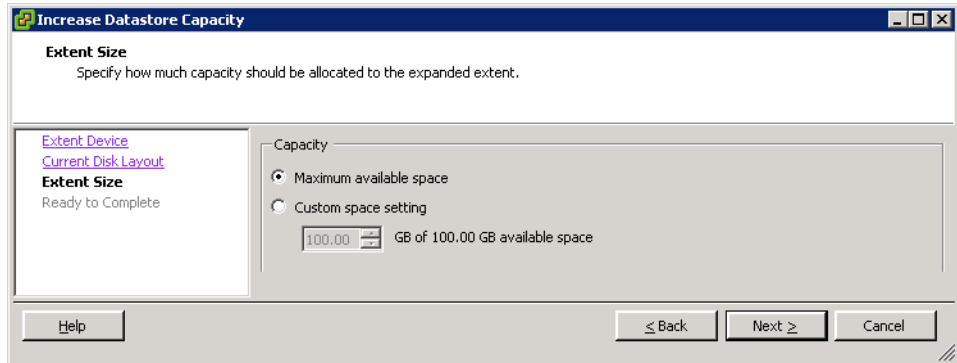 Increase Datastore Capacity
Extent Size
Specify how much capacity should be allocated to the expanded extent.
Extent Device
Current Disk Layout
Extent Size
Ready to Complete
Capacity
Maximum available space
Custom space setting
100.00 GB of 100.00 GB available space
Help
< Back
Next >
Cancel